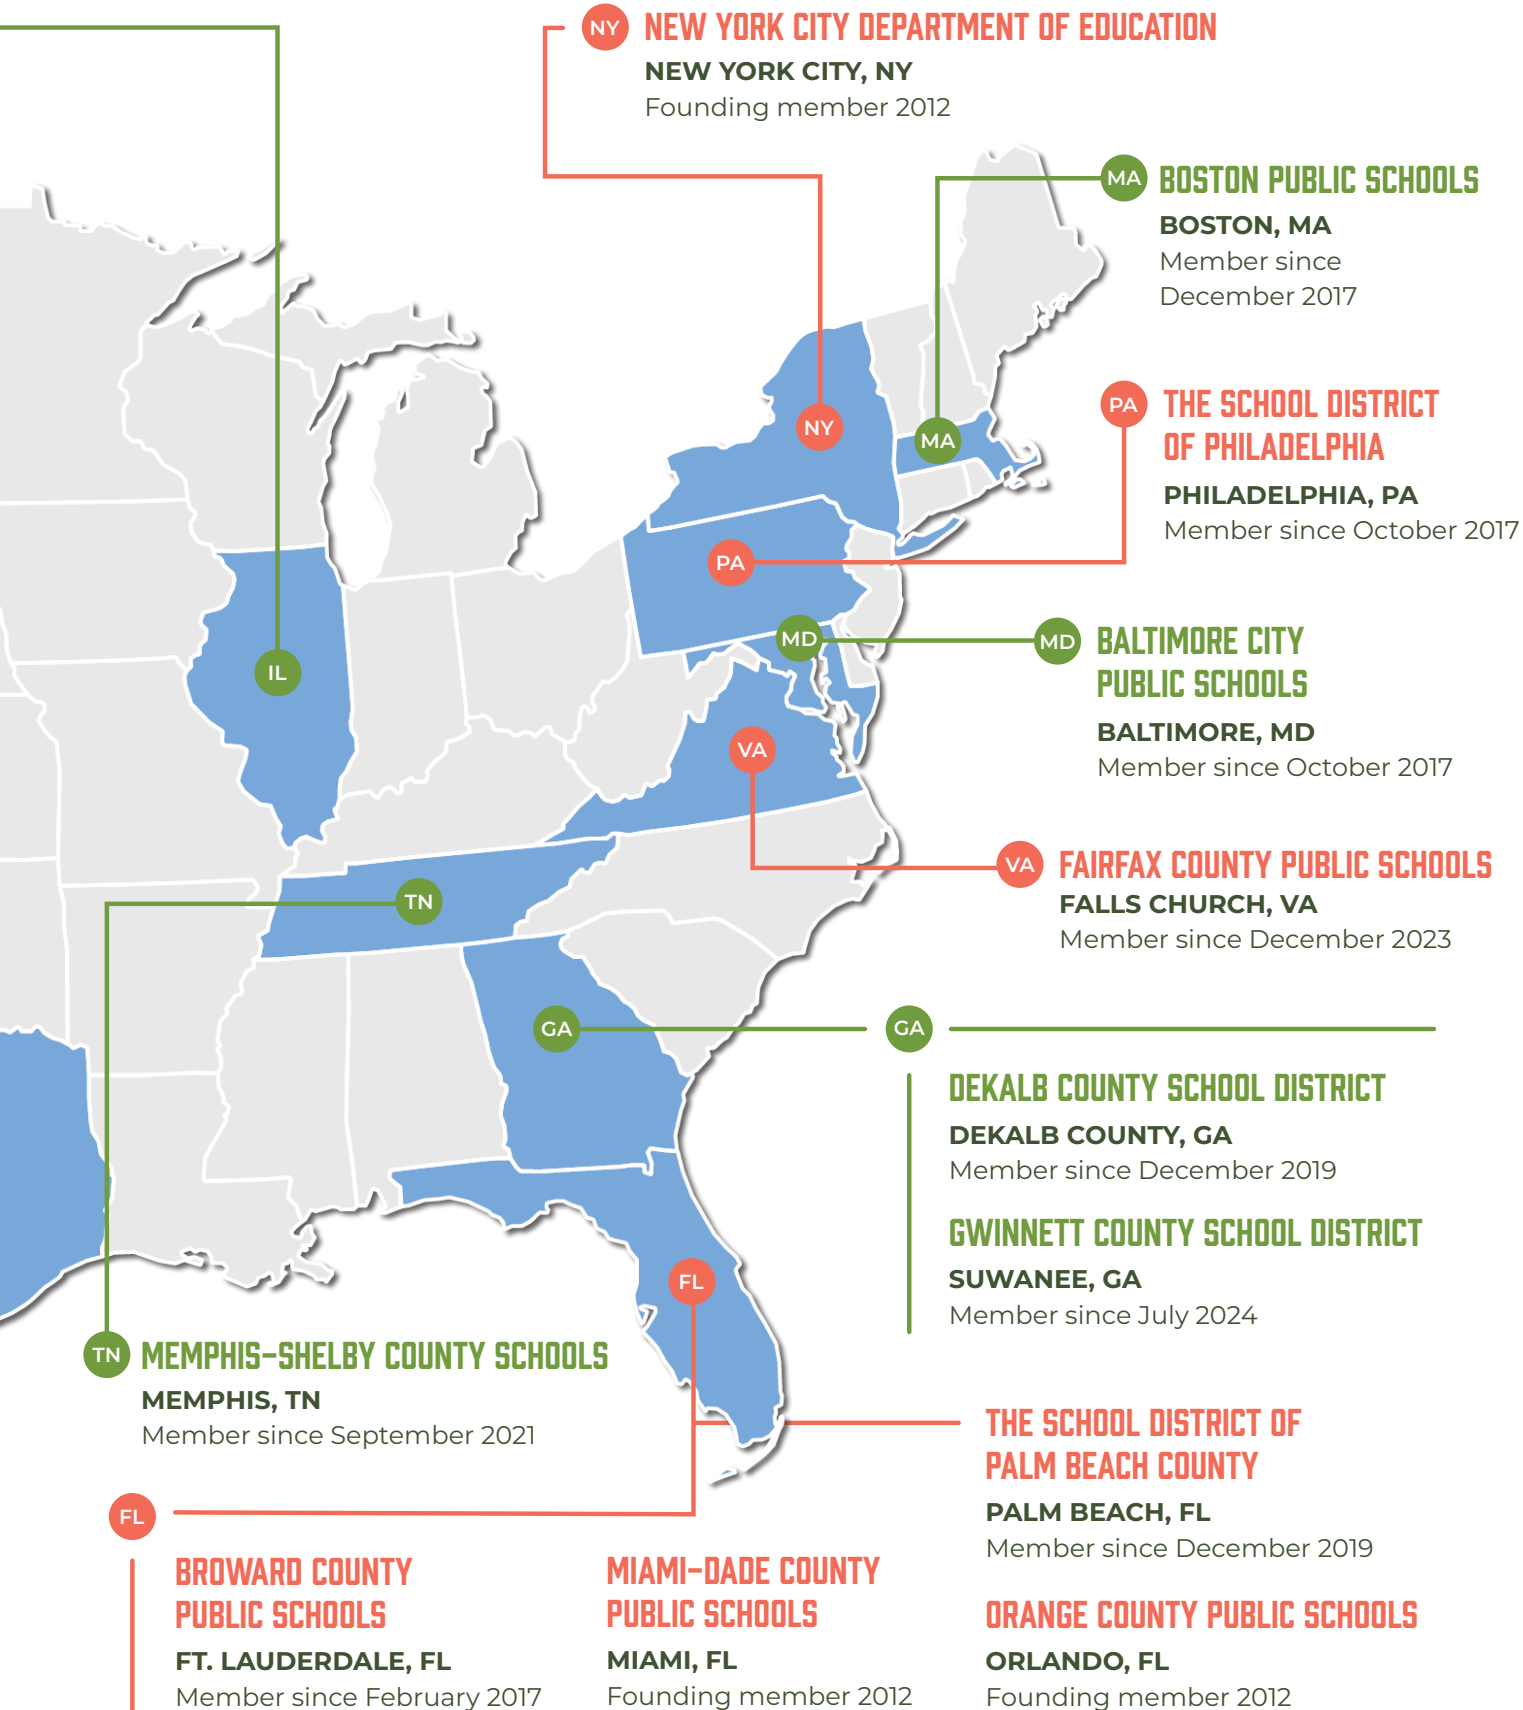 NY
NEW YORK CITY DEPARTMENT OF EDUCATION
NEW YORK CITY, NY
Founding member 2012
MA
BOSTON PUBLIC SCHOOLS
BOSTON, MA
Member since
December 2017
NY
MA
PA
THE SCHOOL DISTRICT
OF PHILADELPHIA
PHILADELPHIA, PA
Member since October 2017
PA
MD
MD
BALTIMORE CITY
PUBLIC SCHOOLS
BALTIMORE, MD
Member since October 2017
IL
VA
VA
FAIRFAX COUNTY PUBLIC SCHOOLS
FALLS CHURCH, VA
Member since December 2023
TN
GA
GA
DEKALB COUNTY SCHOOL DISTRICT
DEKALB COUNTY, GA
Member since December 2019
GWINNETT COUNTY SCHOOL DISTRICT
SUWANEE, GA
Member since July 2024
FL
TN
MEMPHIS-SHELBY COUNTY SCHOOLS
MEMPHIS, TN
Member since September 2021
THE SCHOOL DISTRICT OF
PALM BEACH COUNTY
PALM BEACH, FL
Member since December 2019
FL
BROWARD COUNTY
PUBLIC SCHOOLS
FT. LAUDERDALE, FL
Member since February 2017
MIAMI-DADE COUNTY
PUBLIC SCHOOLS
MIAMI, FL
Founding member 2012
ORANGE COUNTY PUBLIC SCHOOLS
ORLANDO, FL
Founding member 2012